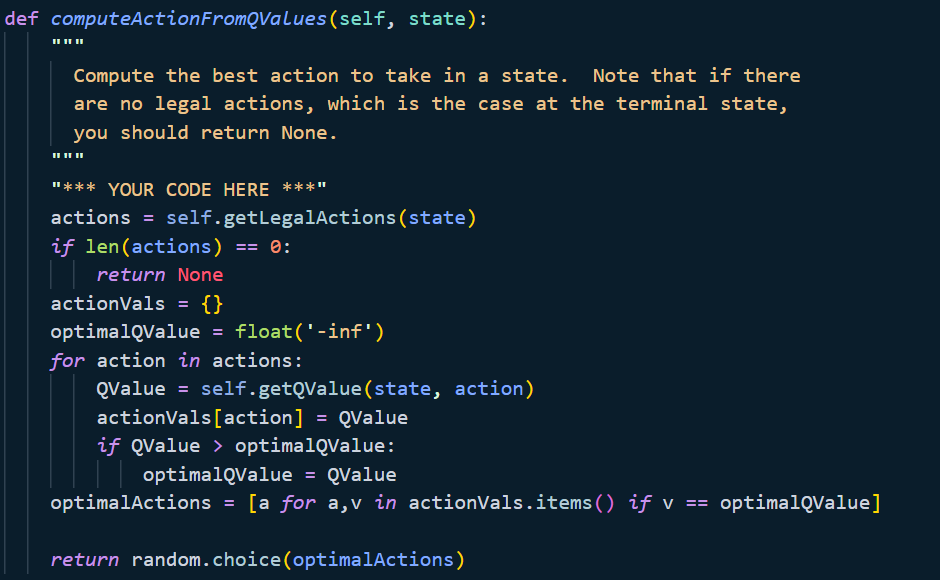 def computeActionFromQValues(self, state):
    """
      Compute the best action to take in a state.  Note that if there
      are no legal actions, which is the case at the terminal state,
      you should return None.
    """
    "*** YOUR CODE HERE ***"
    actions = self.getLegalActions(state)
    if len(actions) == 0:
        return None
    actionVals = {}
    optimalQValue = float('-inf')
    for action in actions:
        QValue = self.getQValue(state, action)
        actionVals[action] = QValue
        if QValue > optimalQValue:
            optimalQValue = QValue
    optimalActions = [a for a,v in actionVals.items() if v == optimalQValue]

    return random.choice(optimalActions)